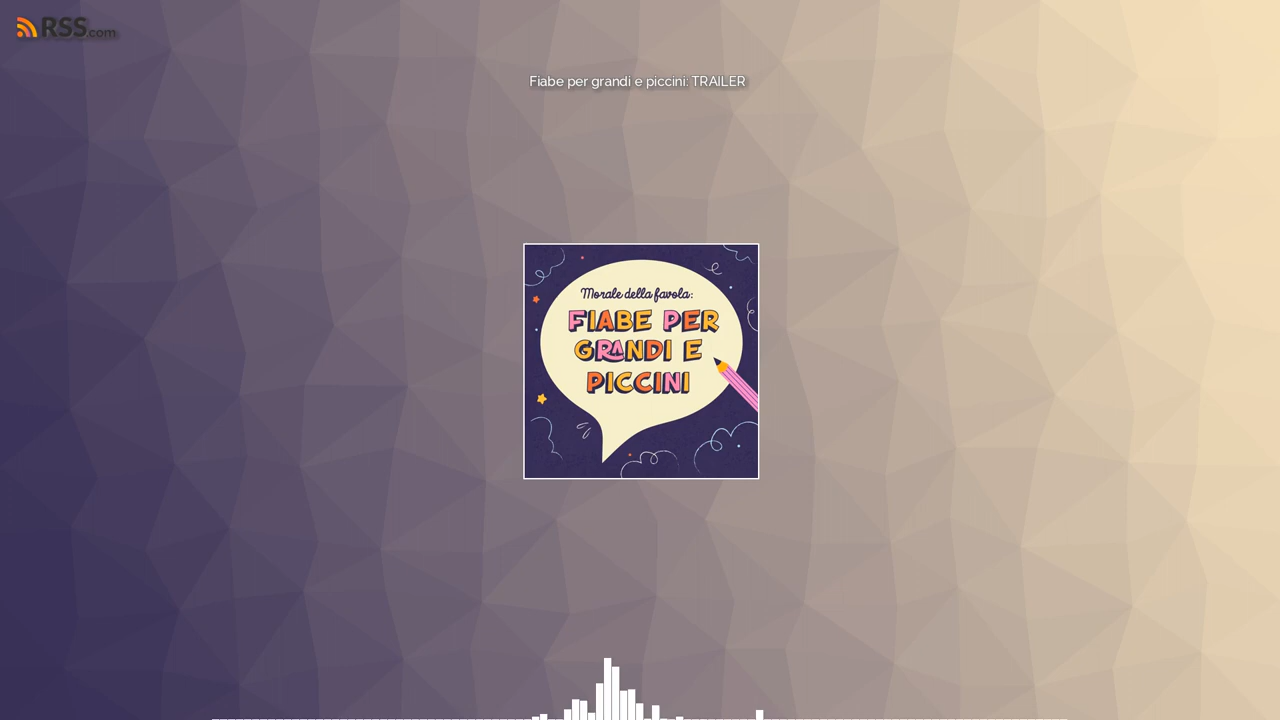 RSS.com
Fiabe per grandi e piccini: TRAILER
Morale della favola:
FIABE PER
GRANDI E
PICCINI